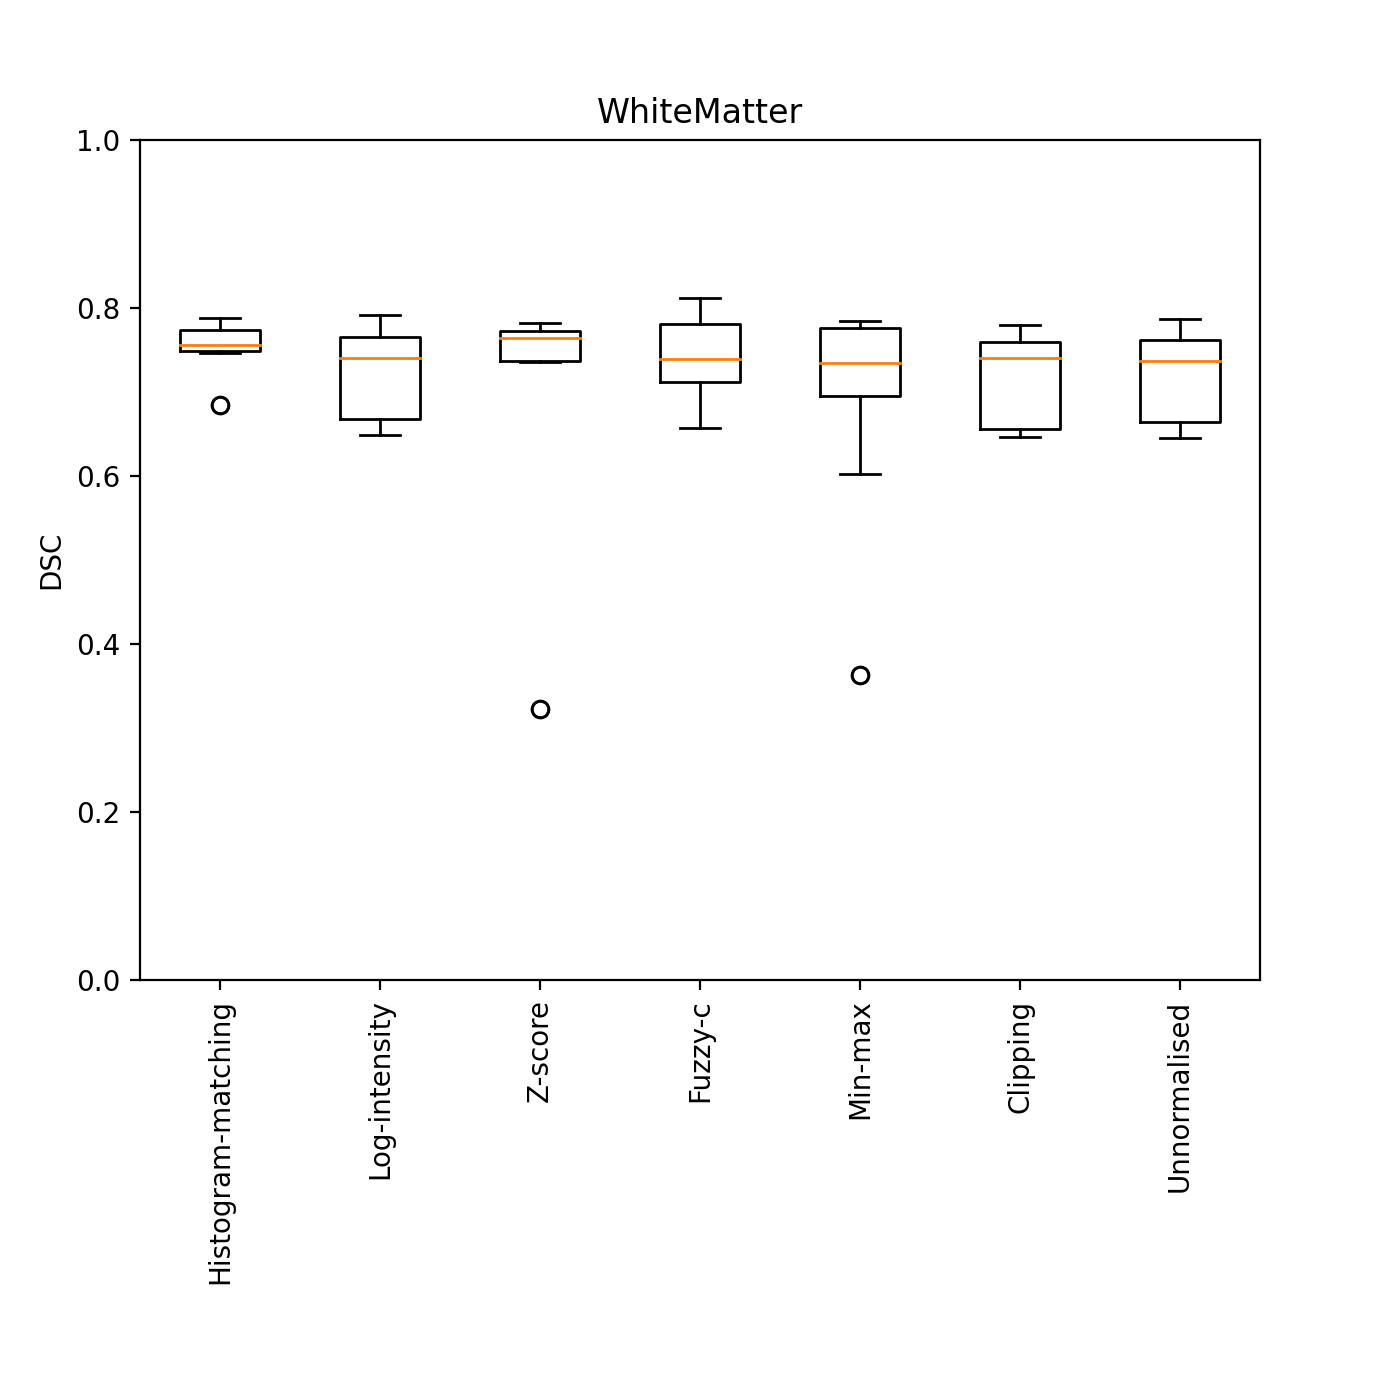 WhiteMatter
1.0
0.8
0.6
0.4
0.2
0.0
DSC
Histogram-matching
Log-intensity
Z-score
Fuzzy-c
Min-max
Clipping
Unnormalised